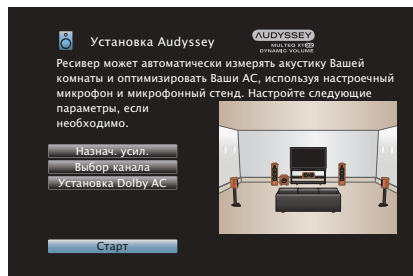 Установка Audyssey
AUDYSSEY
MULTEQ XT32
DYNAMIC VOLUME
Ресивер может автоматически измерять акустику Вашей
комнаты и оптимизировать Ваши АС, используя настроечный
микрофон и микрофонный стенд. Настройте следующие
параметры, если
необходимо.
Назнач. усил.
Выбор канала
Установка Dolby АС
Старт